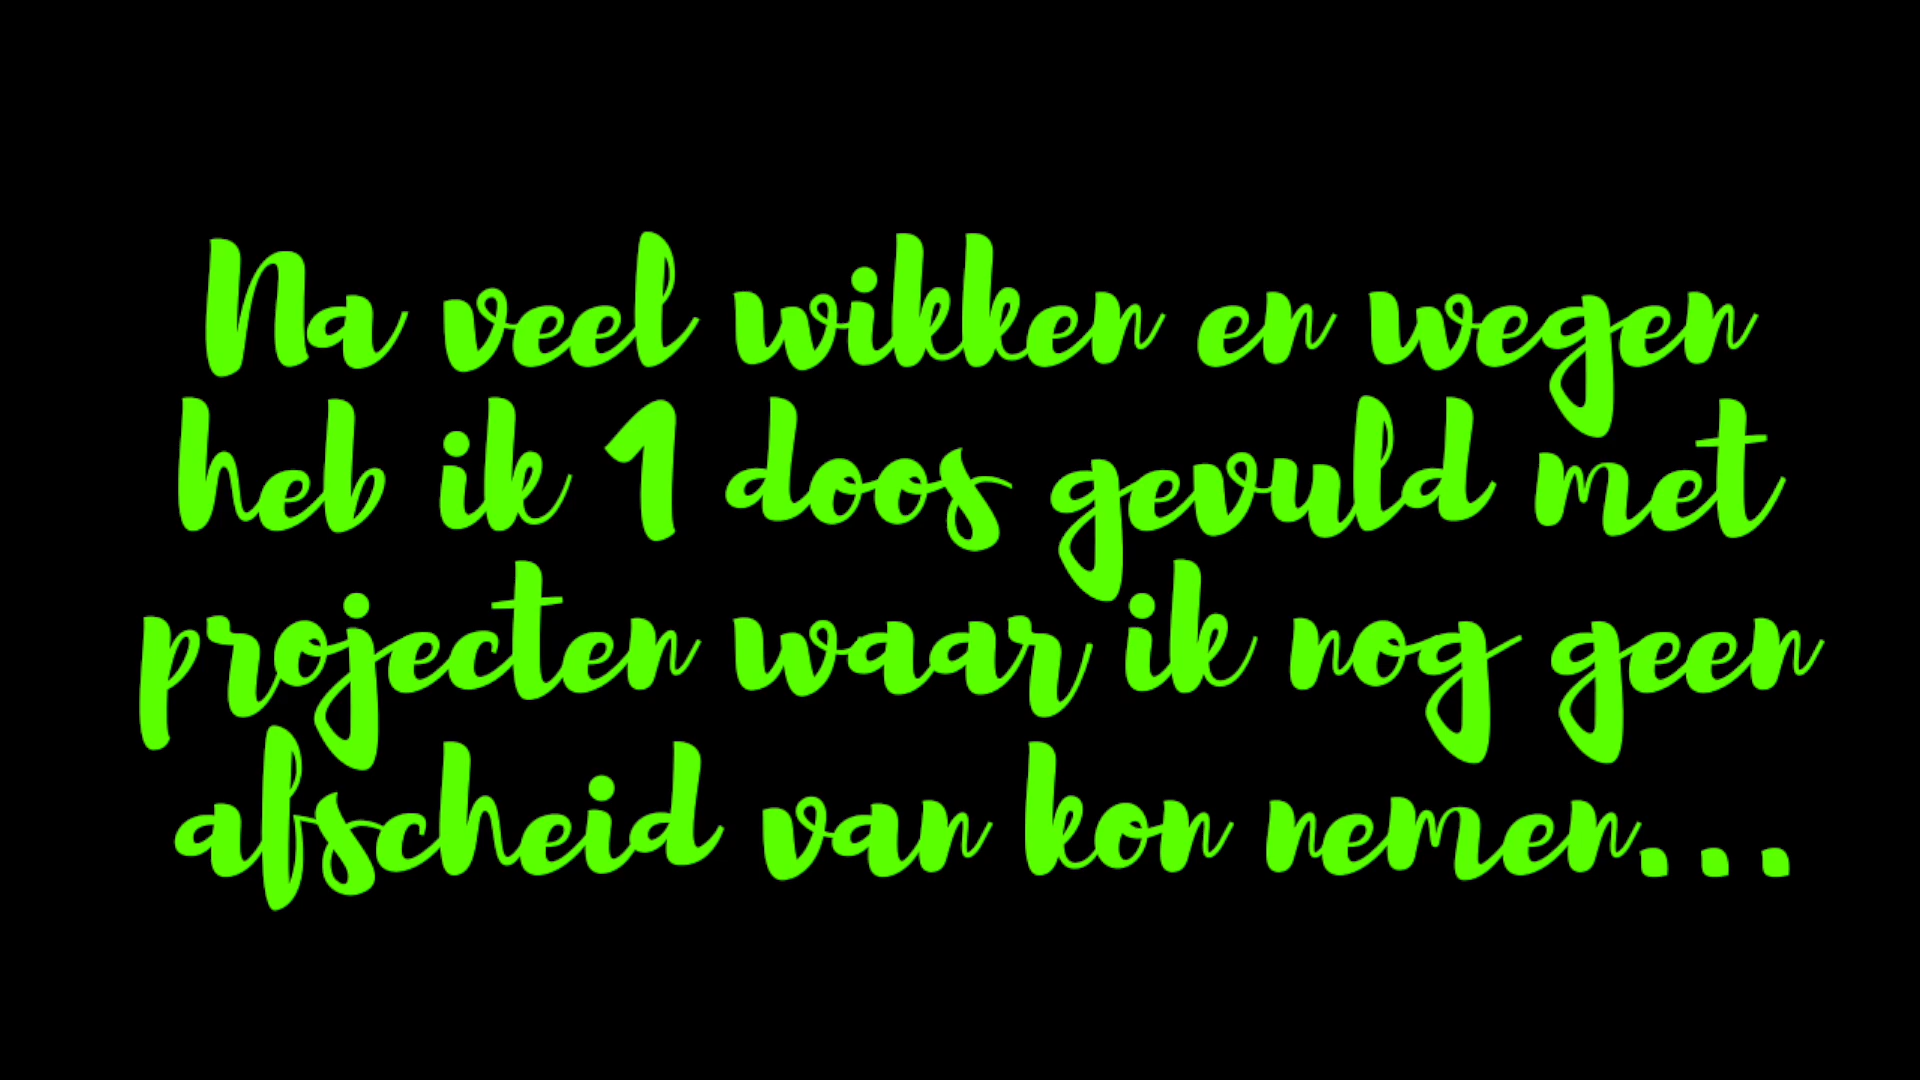 Na veel wikken en wegen
heb ik 1 doos gevuld met
projecten waar ik nog geen
afscheid van kon nemen...